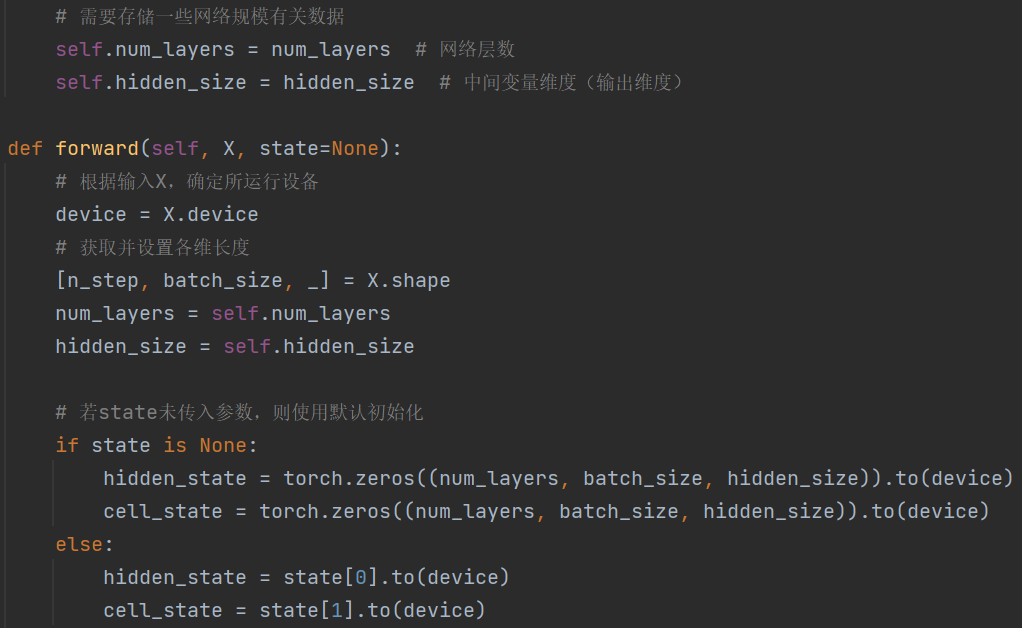 # 需要存储一些网络规模有关数据
self.num_layers = num_layers  # 网络层数
self.hidden_size = hidden_size  # 中间变量维度（输出维度）
def forward(self, X, state=None):
# 根据输入X，确定所运行设备
device = X.device
# 获取并设置各维长度
[n_step, batch_size, _] = X.shape
num_layers = self.num_layers
hidden_size = self.hidden_size
# 若state未传入参数，则使用默认初始化
if state is None:
hidden_state = torch.zeros((num_layers, batch_size, hidden_size)).to(device)
cell_state = torch.zeros((num_layers, batch_size, hidden_size)).to(device)
else:
hidden_state = state[0].to(device)
cell_state = state[1].to(device)